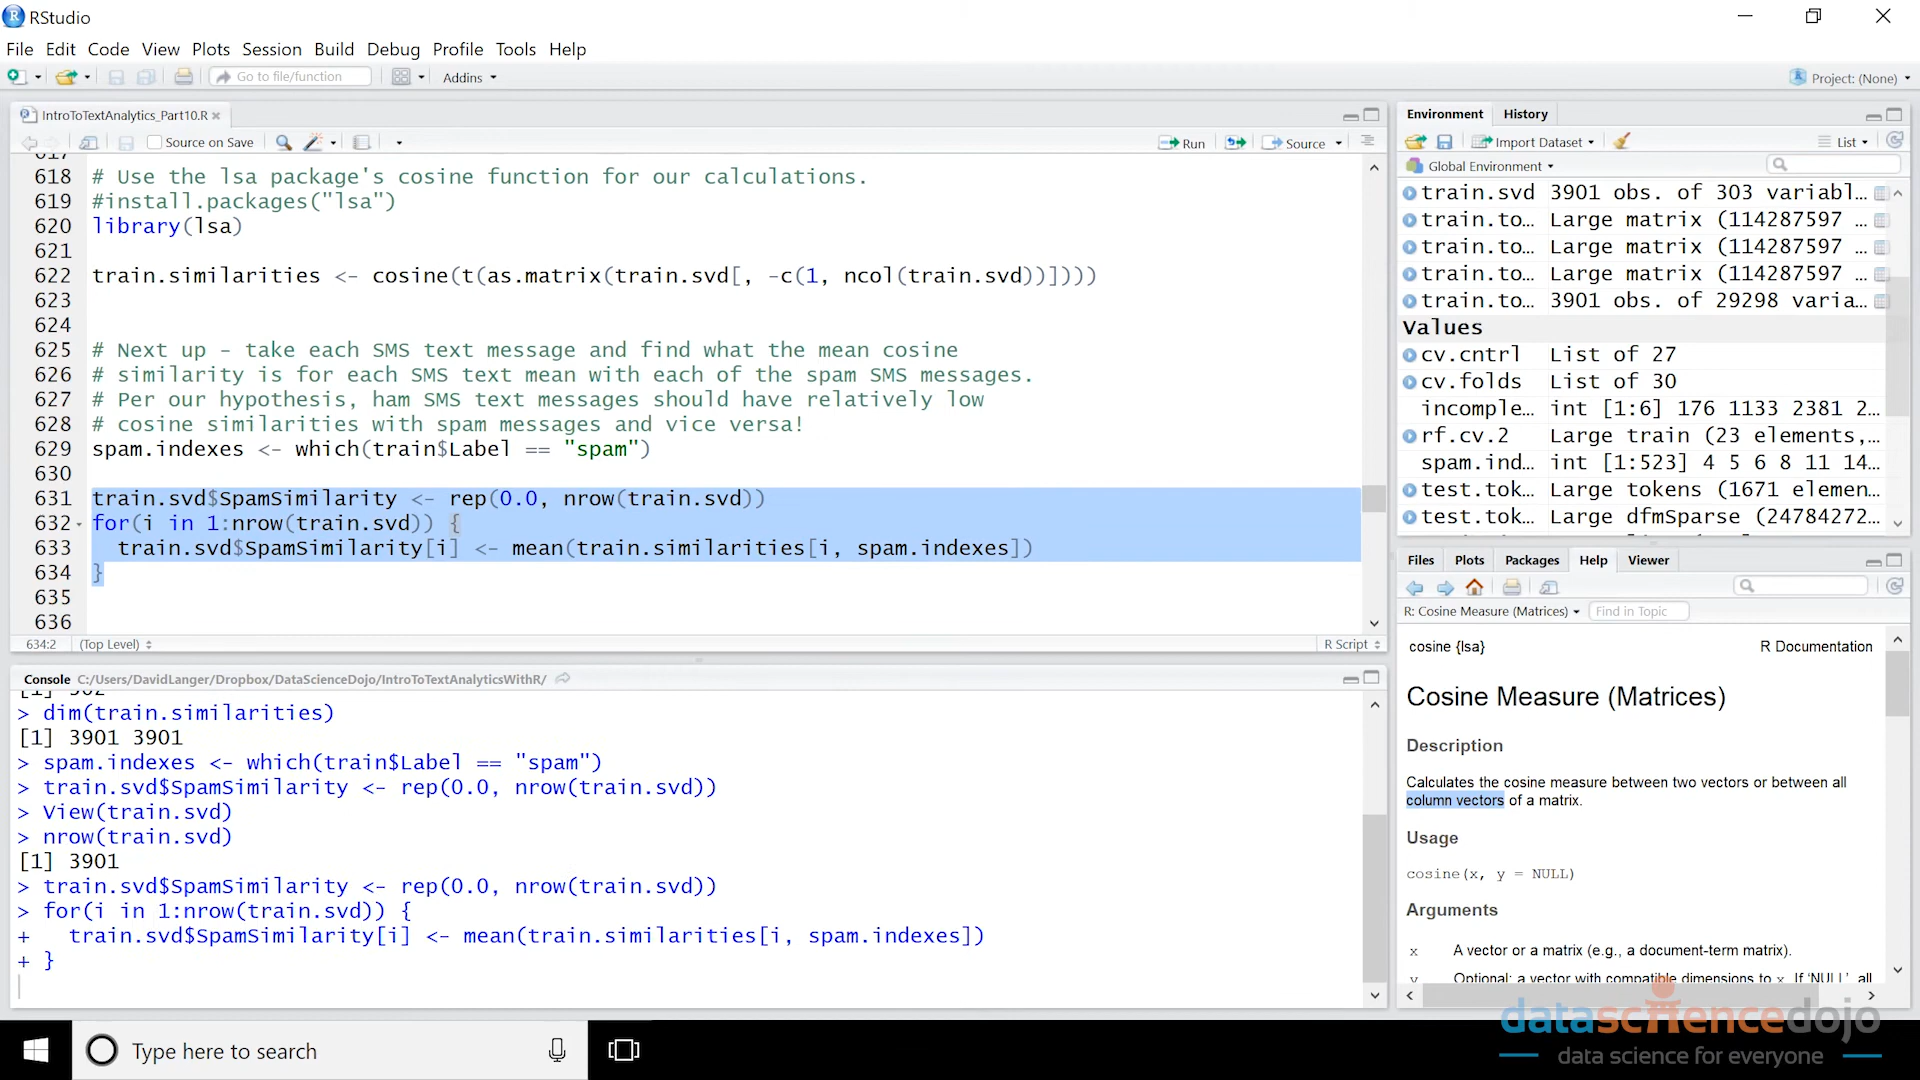 RStudio
File Edit Code View Plots Session Build Debug Profile Tools Help
Go to file/function Addins Project: (None)
IntroToTextAnalytics_Part10.R
Source on Save Run Source
618 # Use the lsa package's cosine function for our calculations.
619 #install.packages("lsa")
620 library(lsa)
621
622 train.similarities <- cosine(t(as.matrix(train.svd[, -c(1, ncol(train.svd))])))
623
624
625 # Next up - take each SMS text message and find what the mean cosine
626 # similarity is for each SMS text mean with each of the spam SMS messages.
627 # Per our hypothesis, ham SMS text messages should have relatively low
628 # cosine similarities with spam messages and vice versa!
629 spam.indexes <- which(train$Label == "spam")
630
631 train.svd$SpamSimilarity <- rep(0.0, nrow(train.svd))
632 for(i in 1:nrow(train.svd)) {
633 train.svd$SpamSimilarity[i] <- mean(train.similarities[i, spam.indexes])
634 }
635
636
634:2 (Top Level) R Script
Console C:/Users/DavidLanger/Dropbox/DataScienceDojo/IntroToTextAnalyticsWithR/
> dim(train.similarities)
[1] 3901 3901
> spam.indexes <- which(train$Label == "spam")
> train.svd$SpamSimilarity <- rep(0.0, nrow(train.svd))
> View(train.svd)
> nrow(train.svd)
[1] 3901
> train.svd$SpamSimilarity <- rep(0.0, nrow(train.svd))
> for(i in 1:nrow(train.svd)) {
+ train.svd$SpamSimilarity[i] <- mean(train.similarities[i, spam.indexes])
+ }
Environment History
Import Dataset List
Global Environment
train.svd 3901 obs. of 303 variabl...
train.to... Large matrix (114287597 ...
train.to... Large matrix (114287597 ...
train.to... Large matrix (114287597 ...
train.to... 3901 obs. of 29298 varia...
Values
cv.cntrl List of 27
cv.folds List of 30
incomple... int [1:6] 176 1133 2381 2...
rf.cv.2 Large train (23 elements,...
spam.ind... int [1:523] 4 5 6 8 11 14...
test.tok... Large tokens (1671 elemen...
test.tok... Large dfmSparse (24784272...
Files Plots Packages Help Viewer
R: Cosine Measure (Matrices) Find in Topic
cosine {lsa} R Documentation
Cosine Measure (Matrices)
Description
Calculates the cosine measure between two vectors or between all
column vectors of a matrix.
Usage
cosine(x, y = NULL)
Arguments
x A vector or a matrix (e.g., a document-term matrix).
y Optional: a vector with compatible dimensions to x. If 'NULL', all
datasciencedojo
data science for everyone
Type here to search